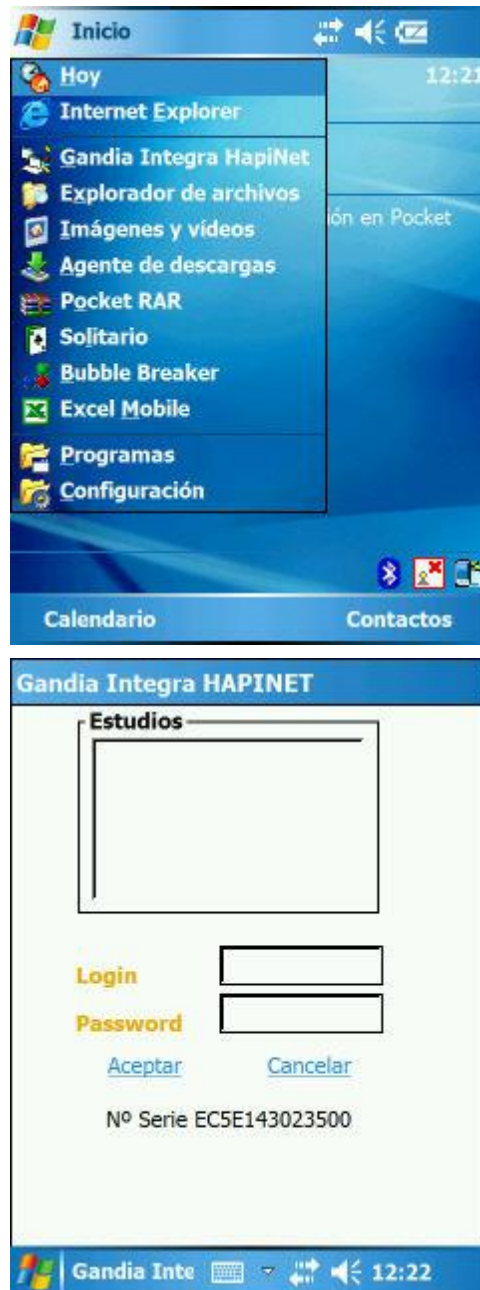 Inicio
Hoy
12:21
Internet Explorer
Gandia Integra HapiNet
Explorador de archivos
ión en Pocket
Imágenes y vídeos
Agente de descargas
Pocket RAR
Solitario
Bubble Breaker
Excel Mobile
Programas
Configuración
Calendario
Contactos
Gandia Integra HAPINET
Estudios
Login
Password
Aceptar
Cancelar
Nº Serie EC5E143023500
Gandia Inte
12:22